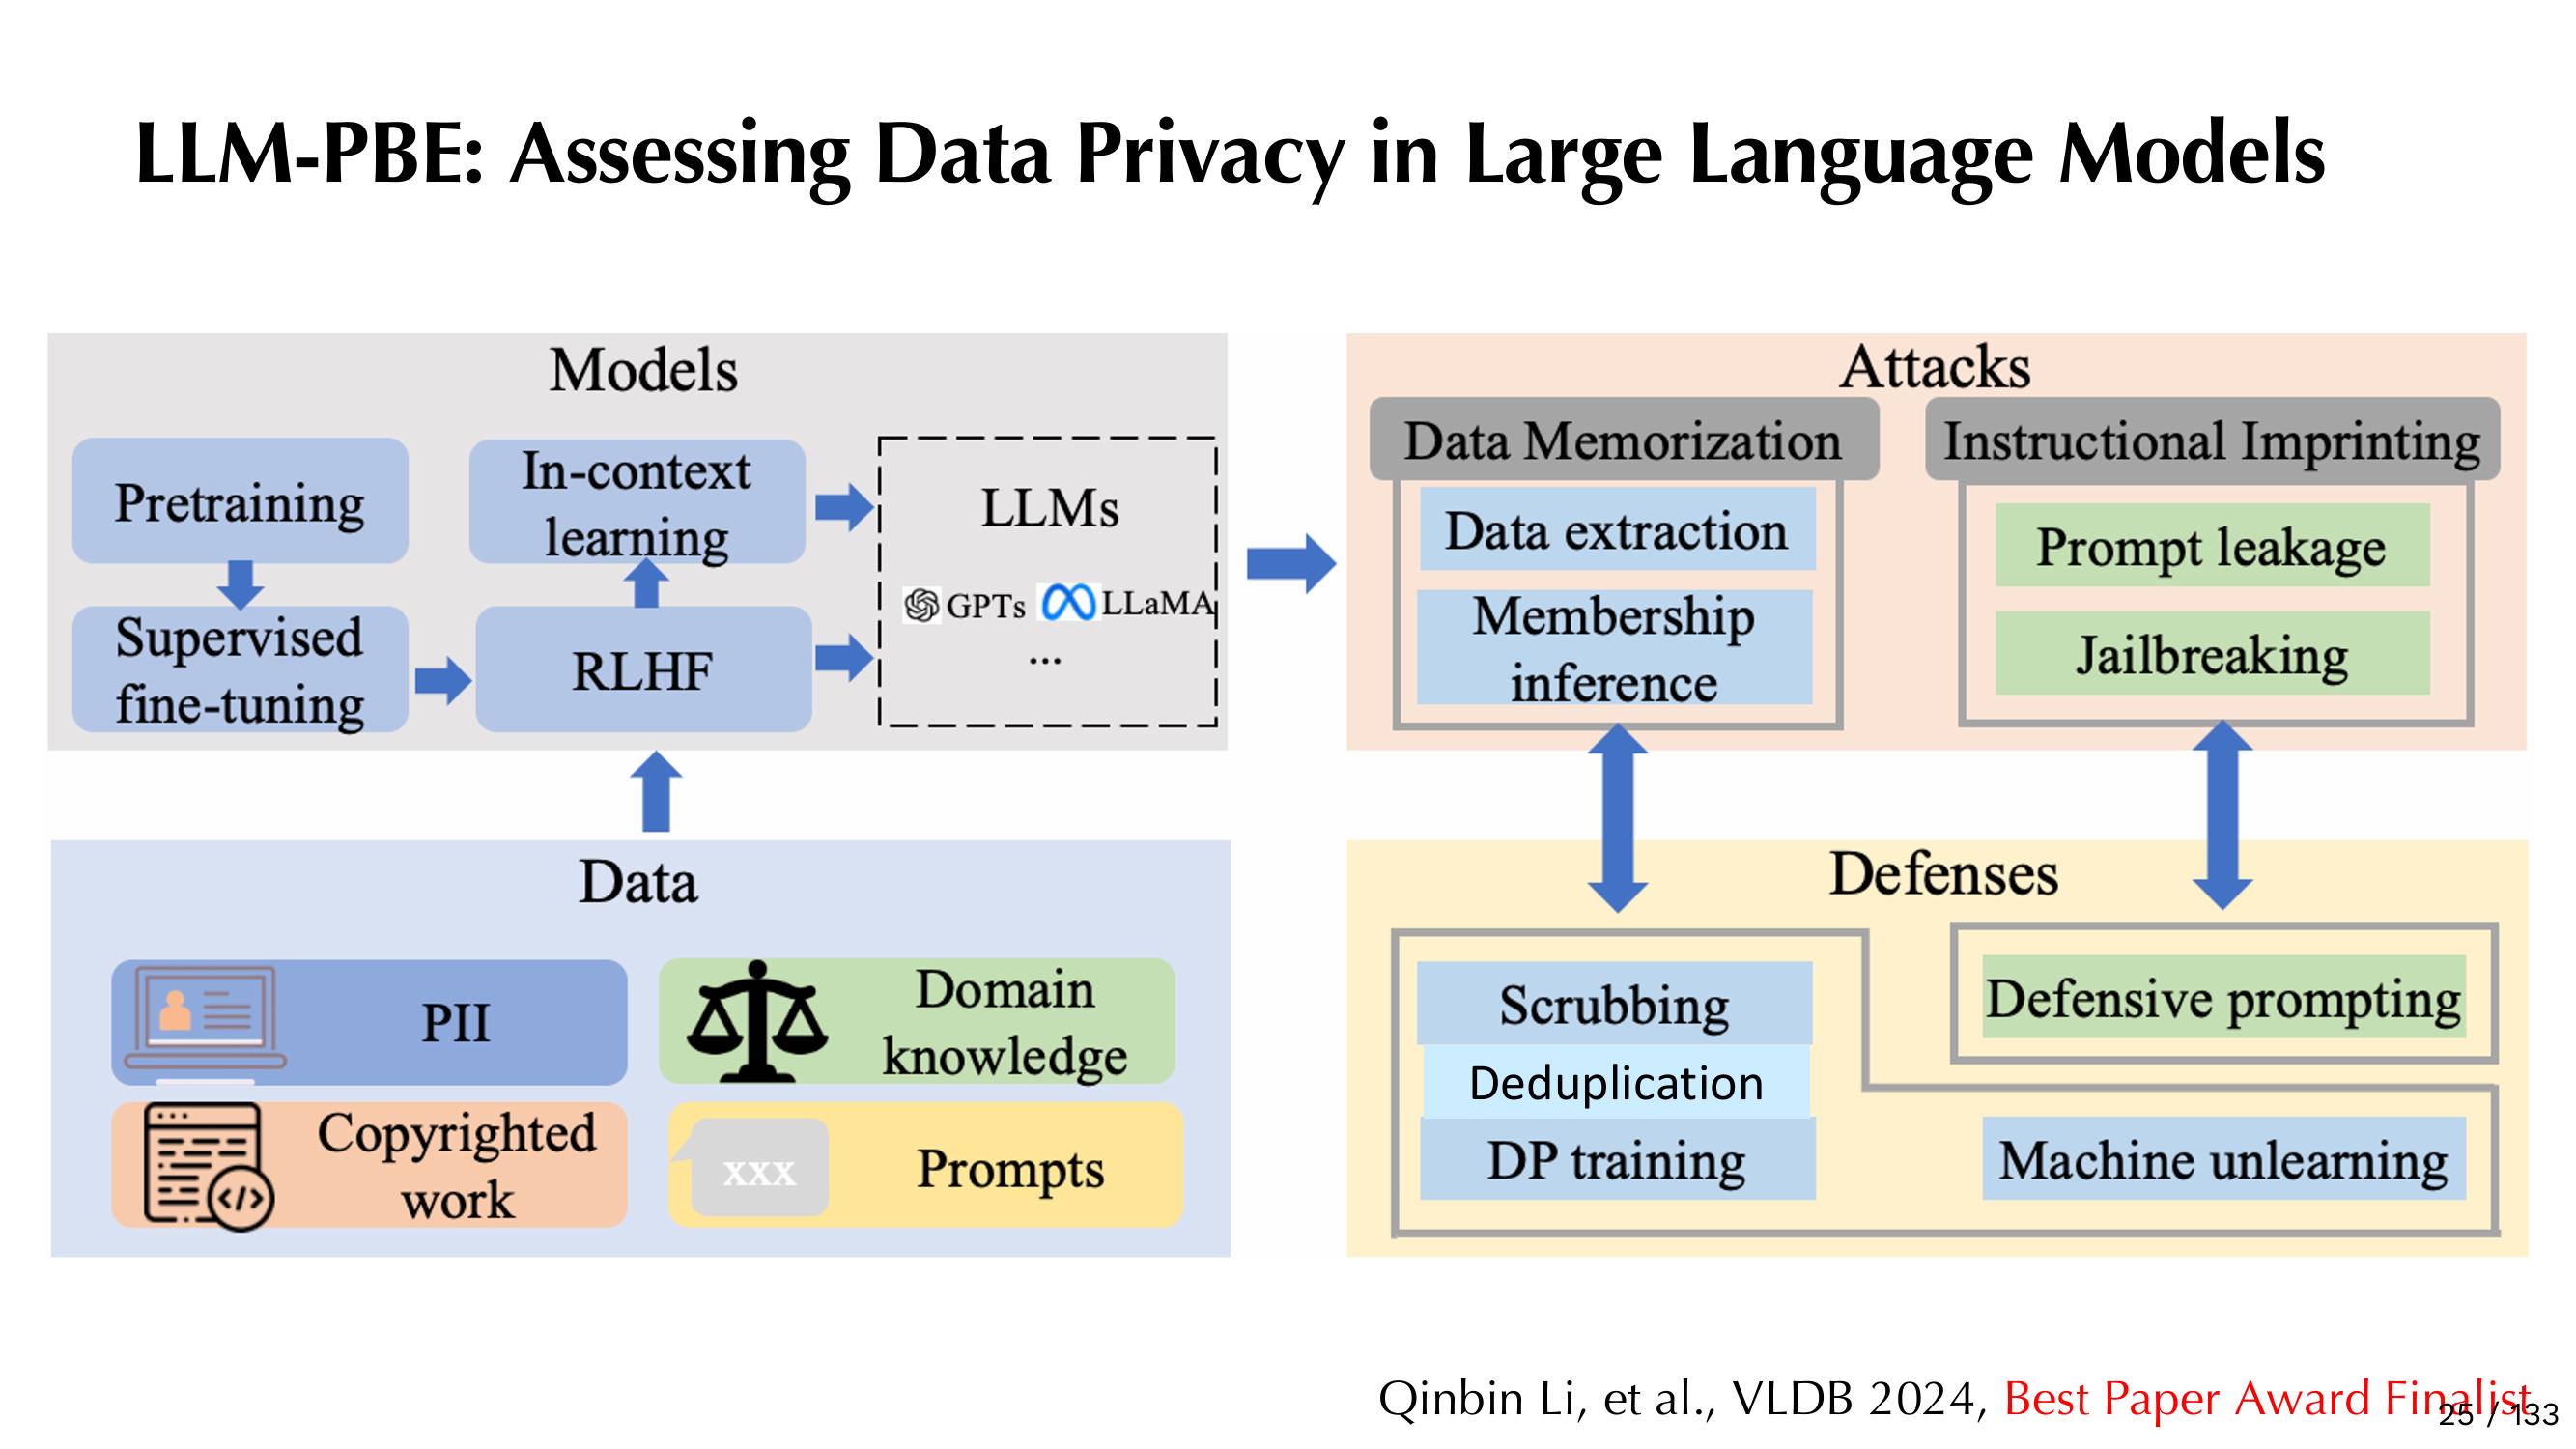 LLM-PBE: Assessing Data Privacy in Large Language Models
Models
Pretraining
In-context
learning
Supervised
fine-tuning
RLHF
LLMs
GPTs
LLaMA
...
Attacks
Data Memorization
Data extraction
Membership
inference
Instructional Imprinting
Prompt leakage
Jailbreaking
Data
PII
Domain
knowledge
Copyrighted
work
</>
xxx
Prompts
Defenses
Scrubbing
Deduplication
DP training
Defensive prompting
Machine unlearning
Qinbin Li, et al., VLDB 2024, Best Paper Award Finalist
25 / 133